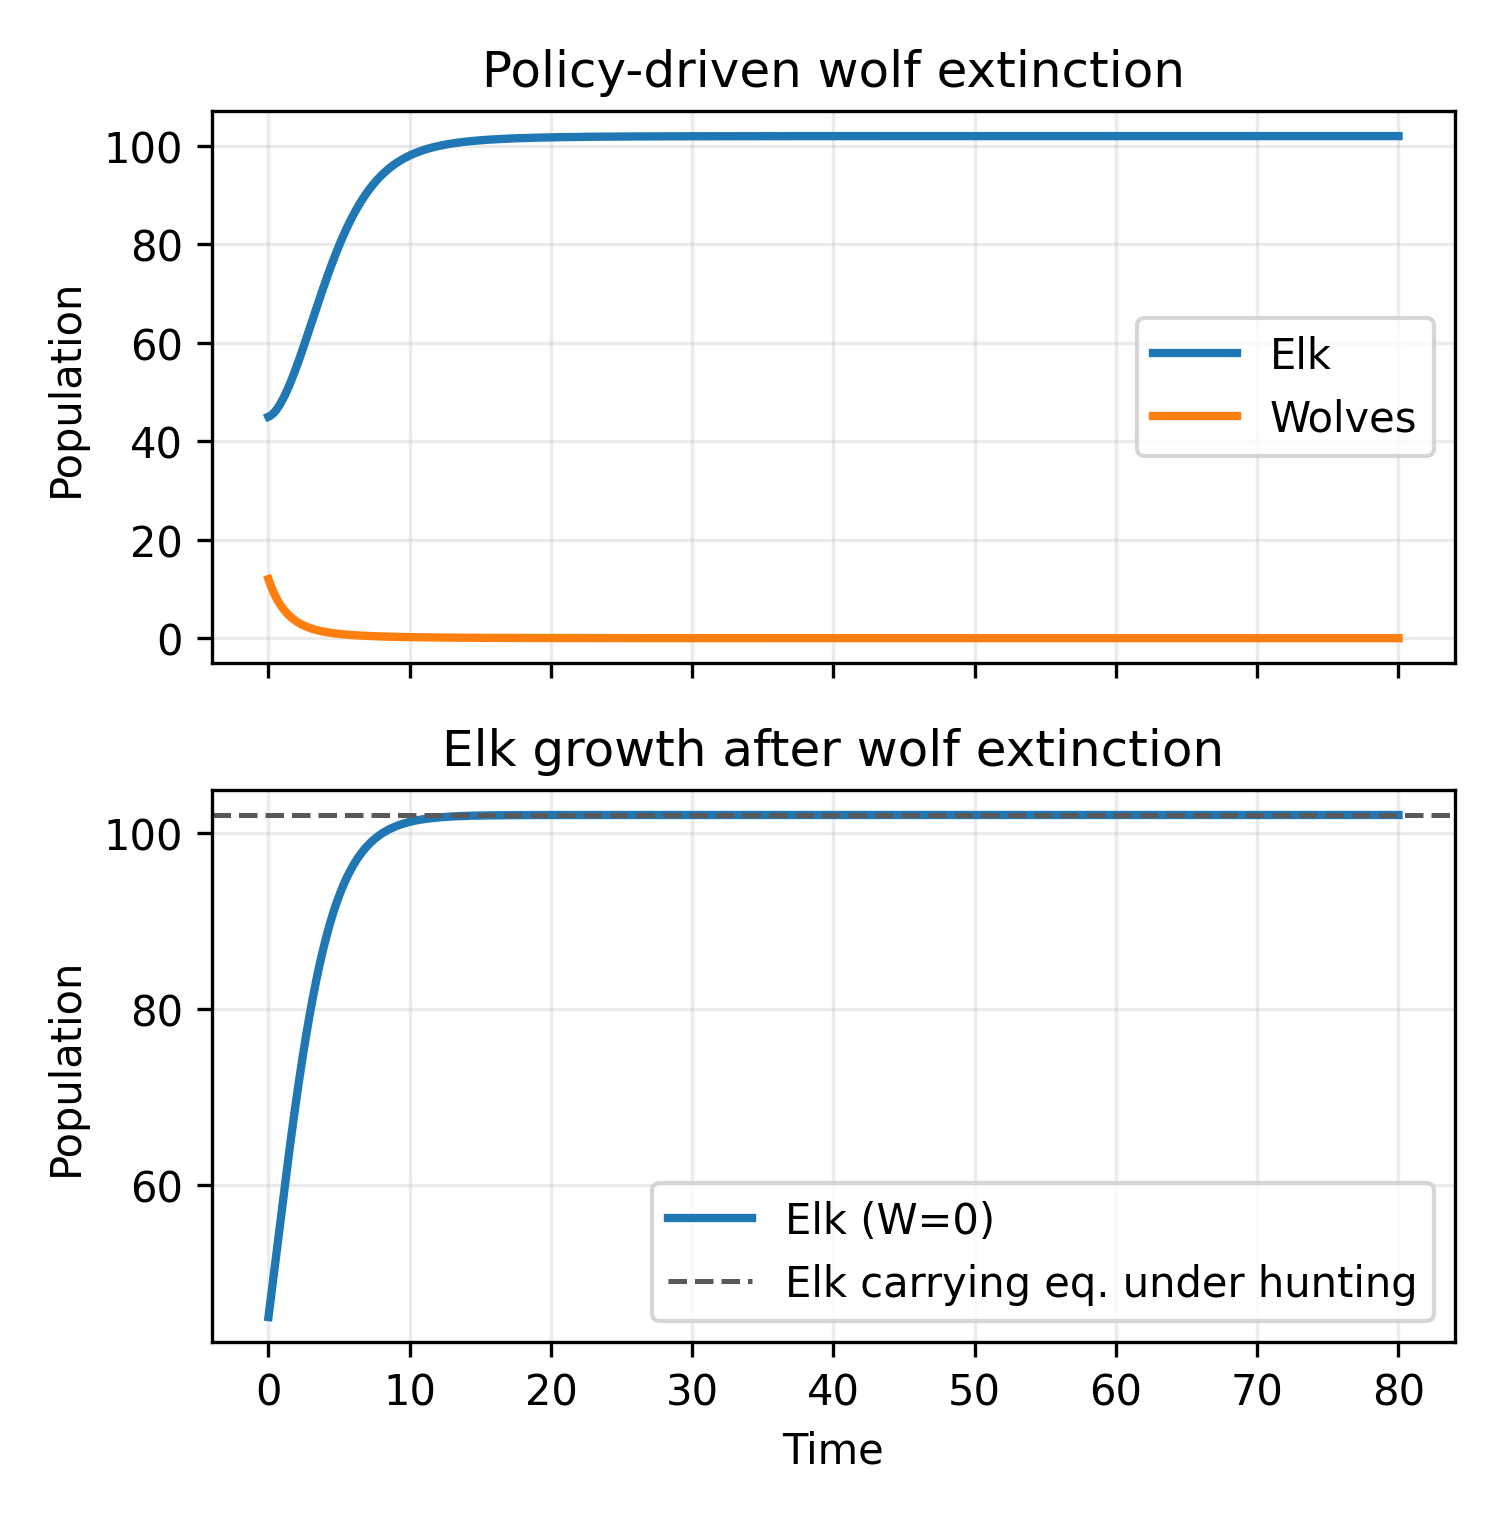 Policy-driven wolf extinction
Population
100
80
60
40
20
0
Elk
Wolves
Elk growth after wolf extinction
Population
100
80
60
Elk (W=0)
Elk carrying eq. under hunting
0 10 20 30 40 50 60 70 80
Time